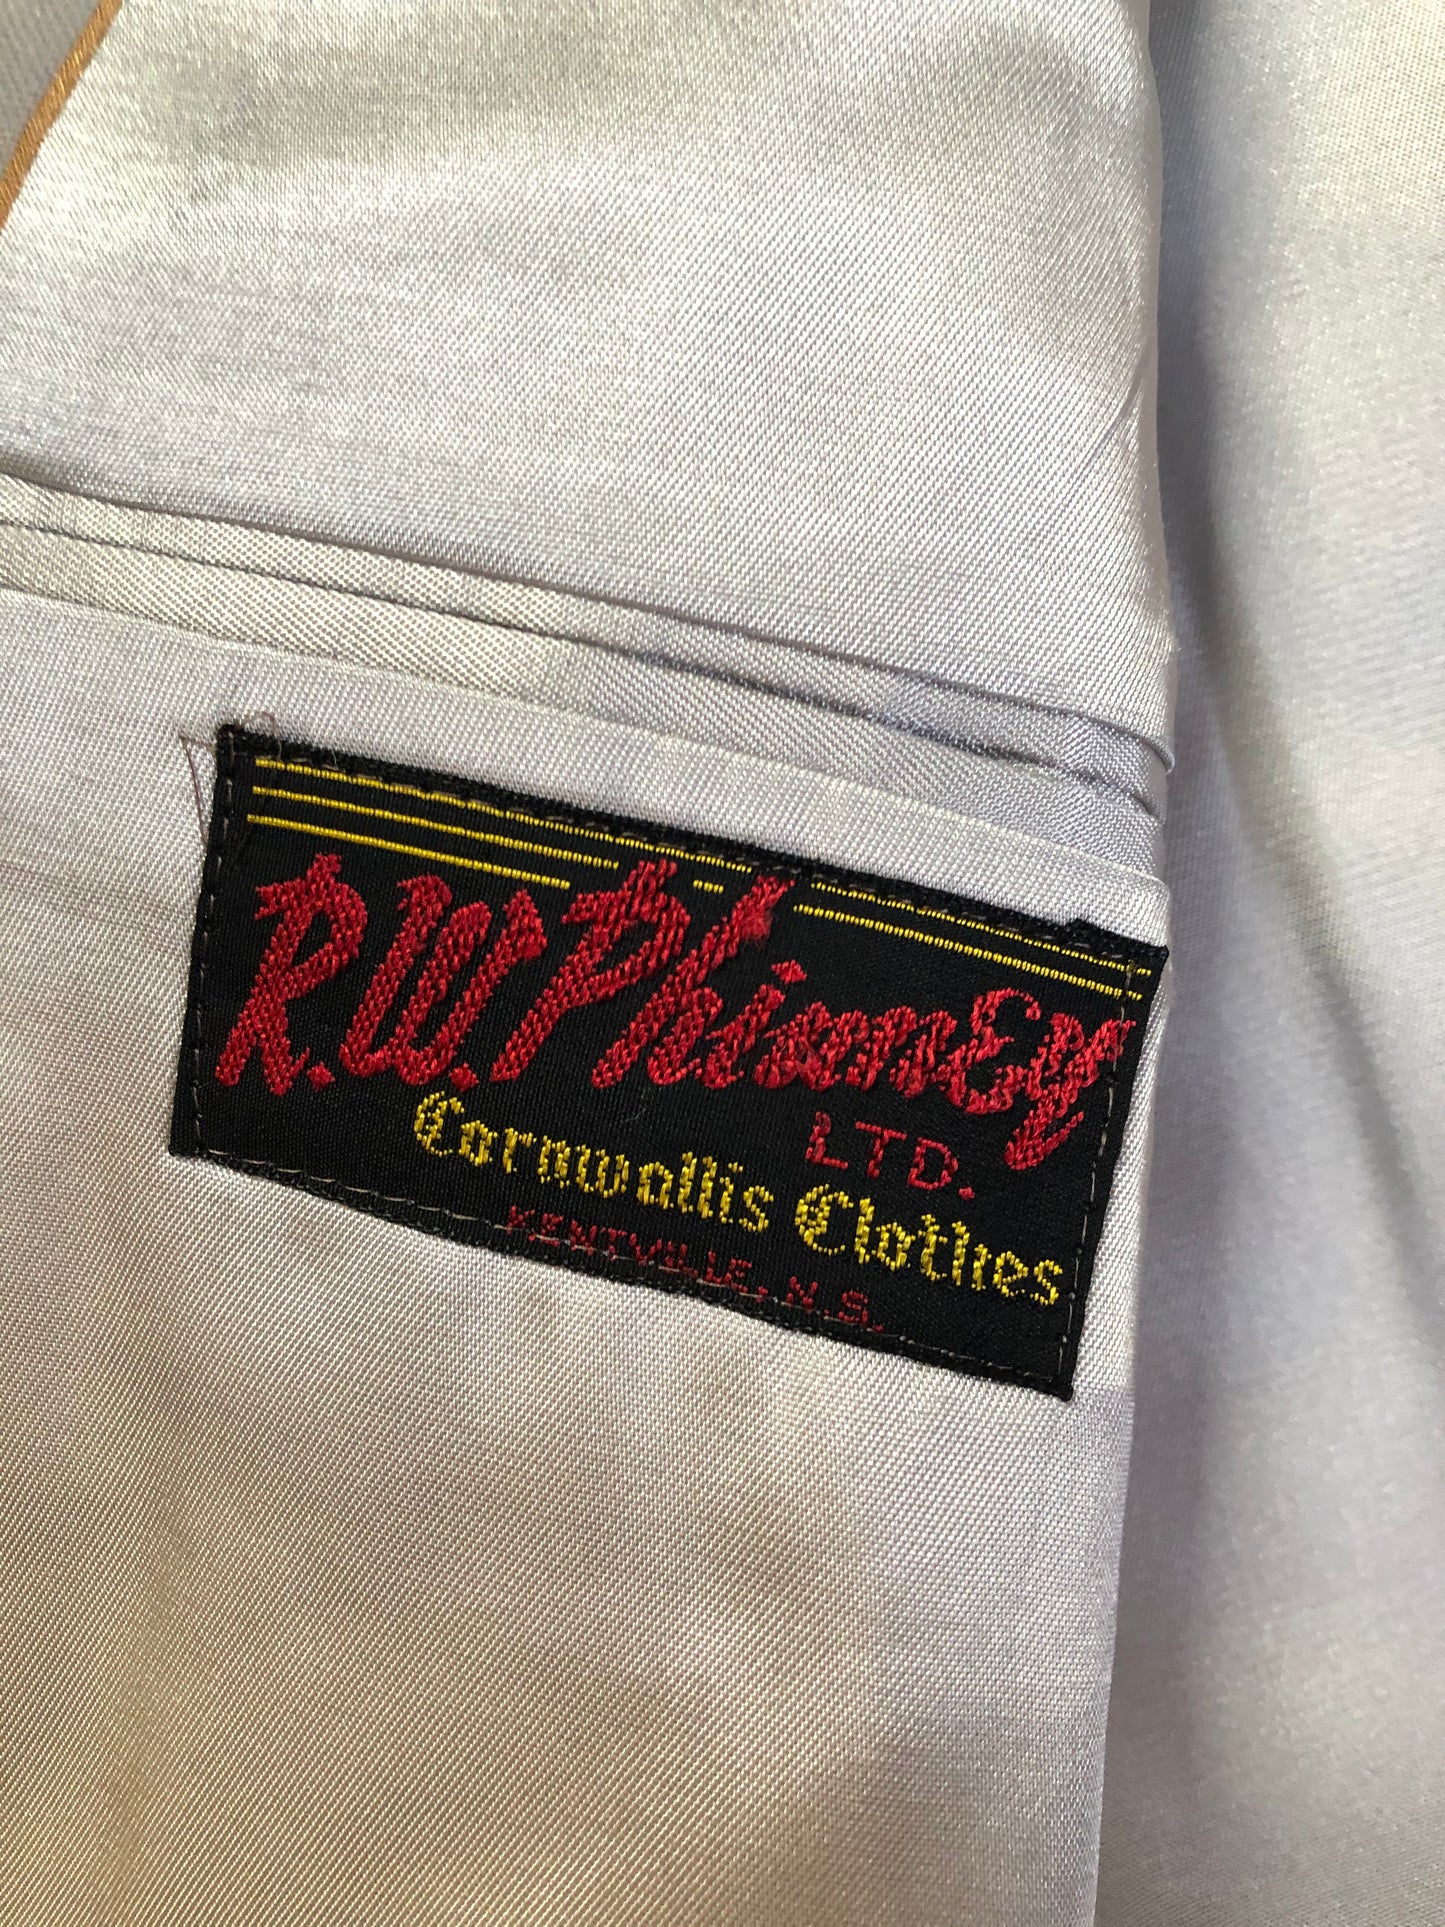 R.W. Phinney
LTD.
Cornwallis Clothes
KENTVILLE, N.S.